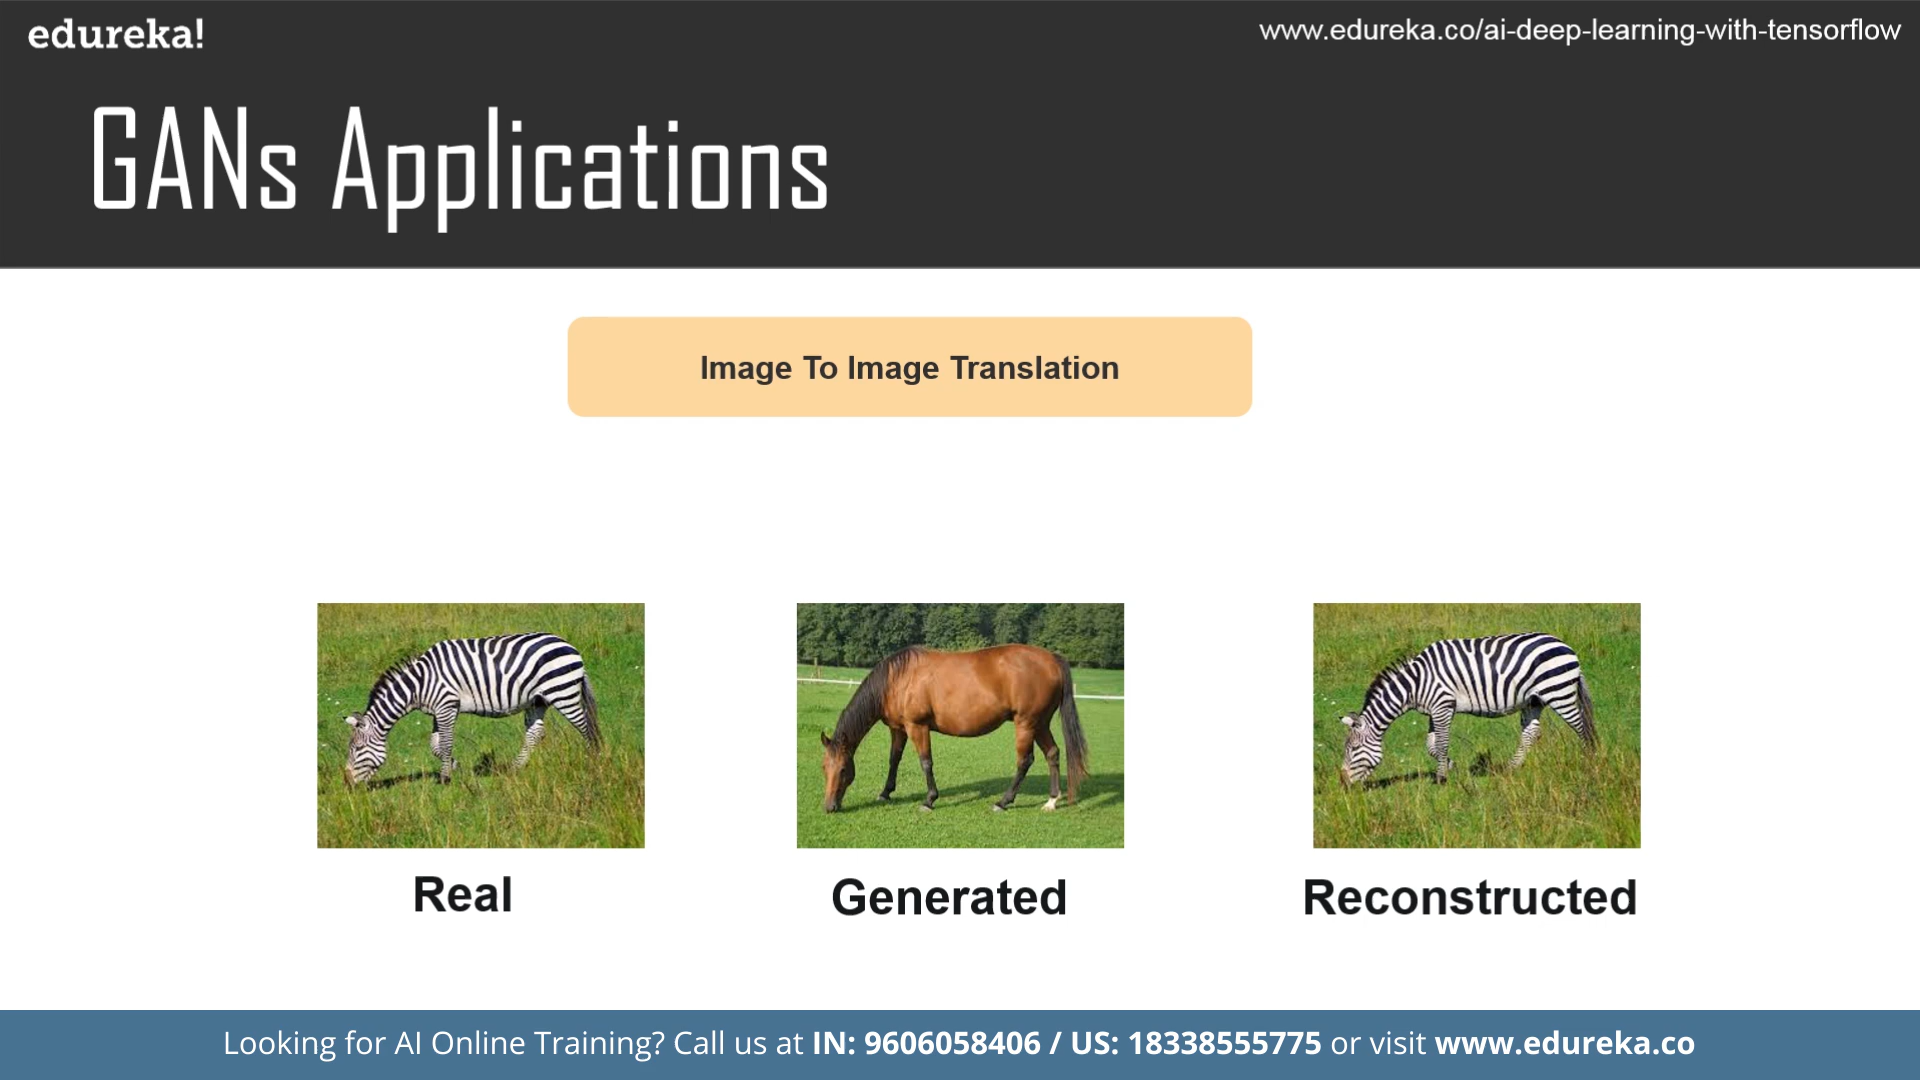 edureka!
www.edureka.co/ai-deep-learning-with-tensorflow
GANs Applications
Image To Image Translation
Real
Generated
Reconstructed
Looking for AI Online Training? Call us at IN: 9606058406 / US: 18338555775 or visit www.edureka.co